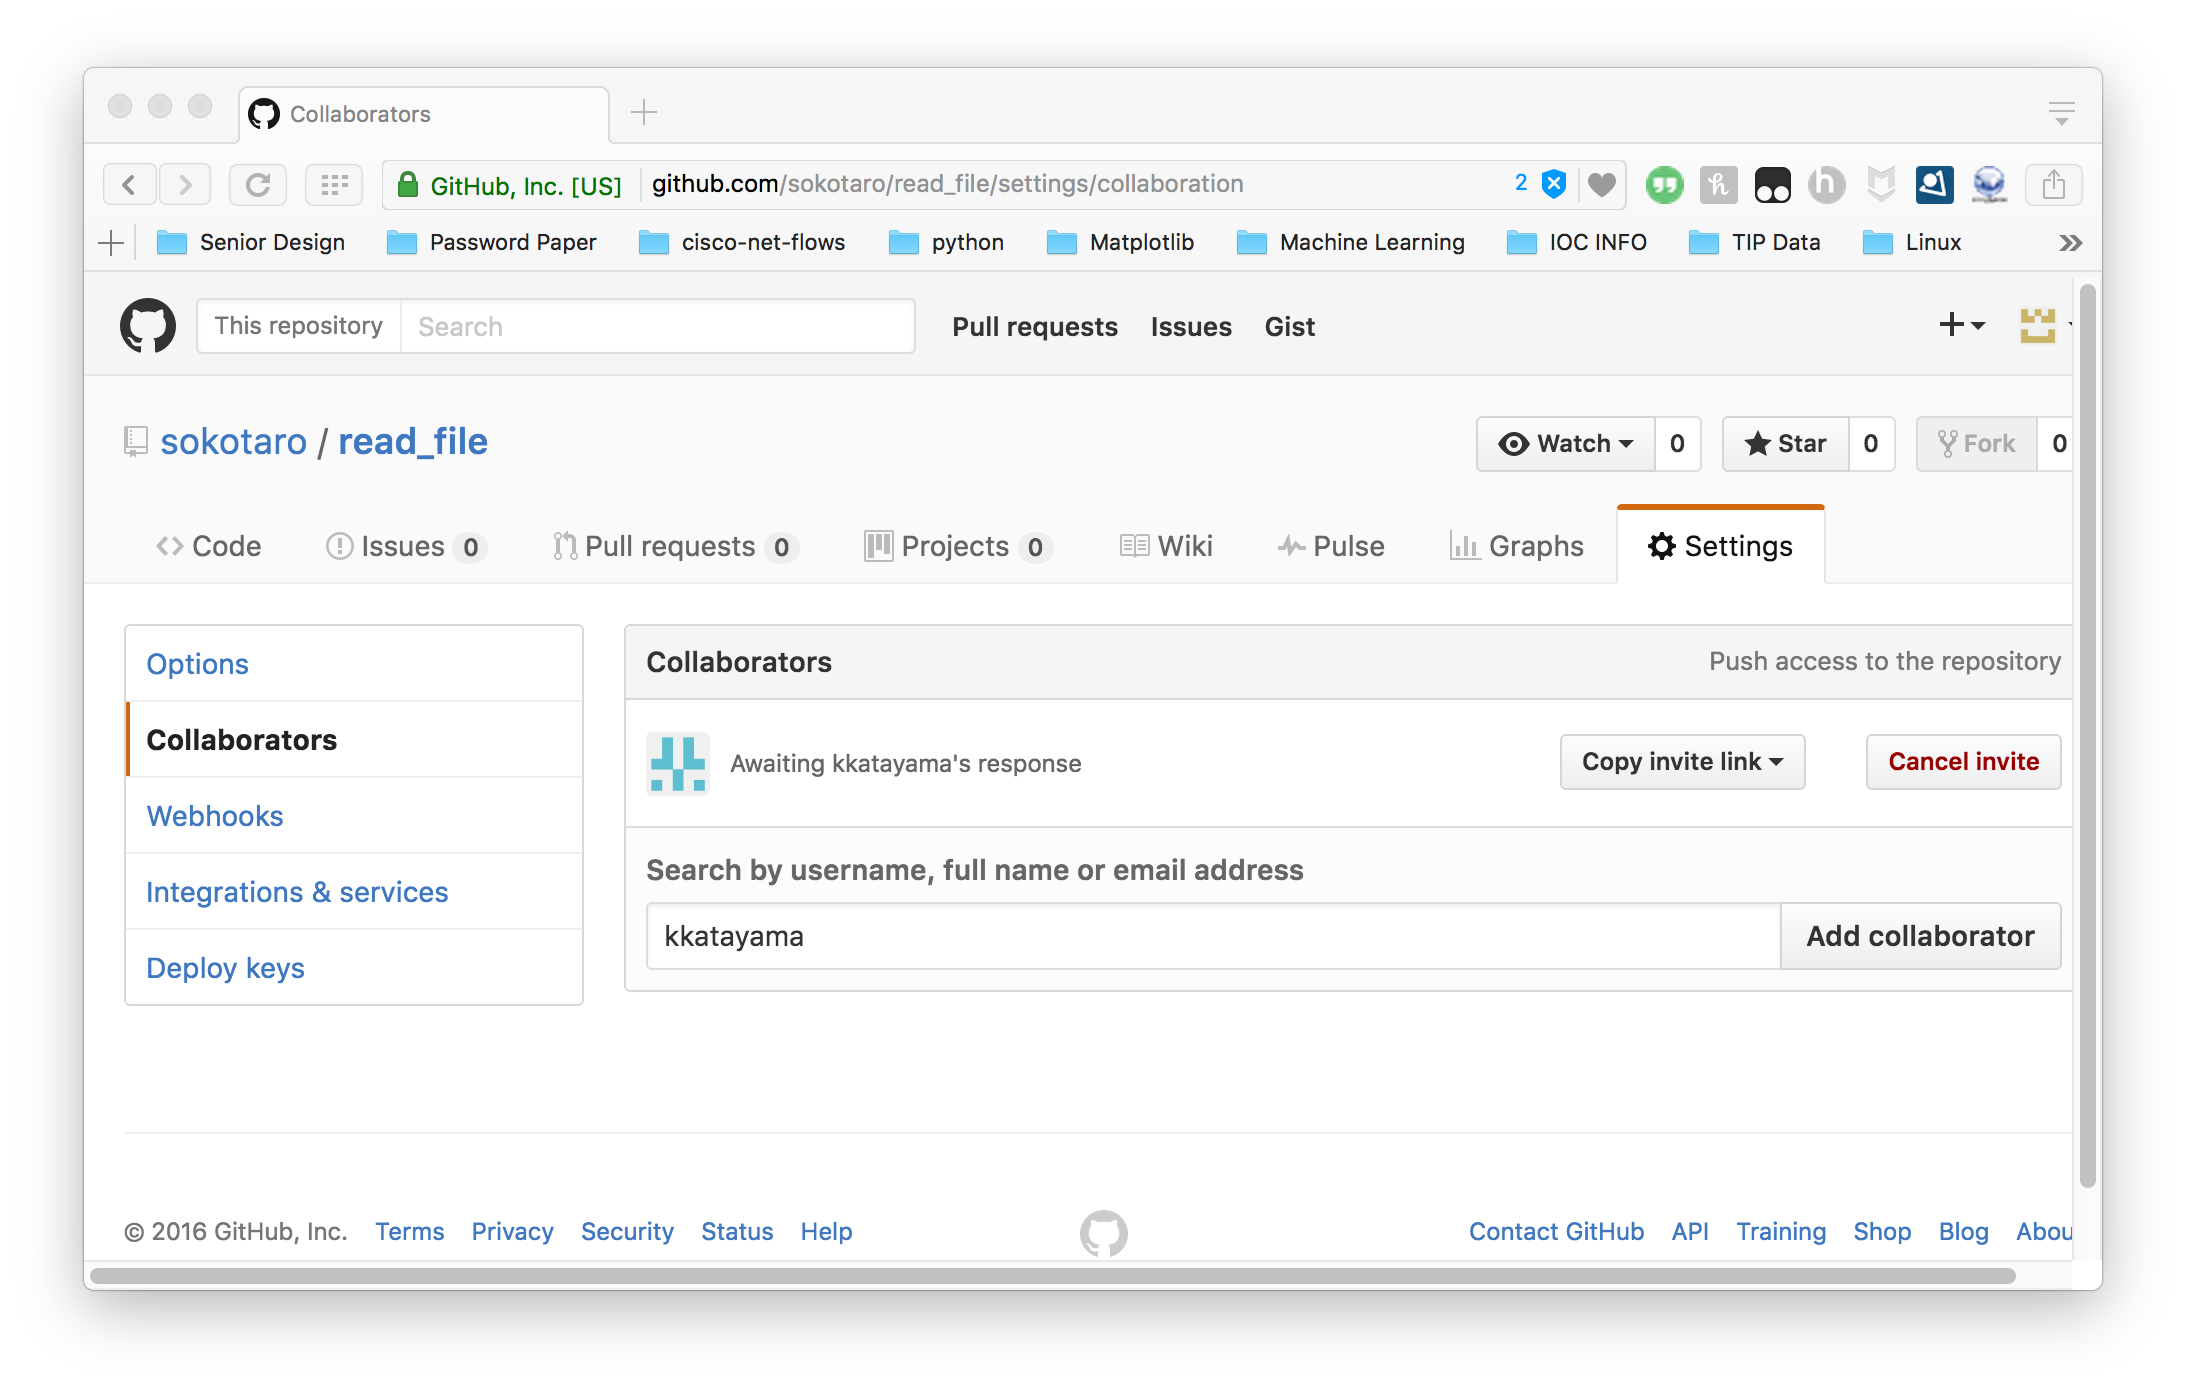 Collaborators
GitHub, Inc. [US] github.com/sokotaro/read_file/settings/collaboration 2
Senior Design Password Paper cisco-net-flows python Matplotlib Machine Learning IOC INFO TIP Data Linux
This repository Search Pull requests Issues Gist
sokotaro / read_file Watch 0 Star 0 Fork 0
Code Issues 0 Pull requests 0 Projects 0 Wiki Pulse Graphs Settings
Options
Collaborators
Webhooks
Integrations & services
Deploy keys
Collaborators Push access to the repository
Awaiting kkatayama's response Copy invite link Cancel invite
Search by username, full name or email address
kkatayama Add collaborator
© 2016 GitHub, Inc. Terms Privacy Security Status Help Contact GitHub API Training Shop Blog Abou